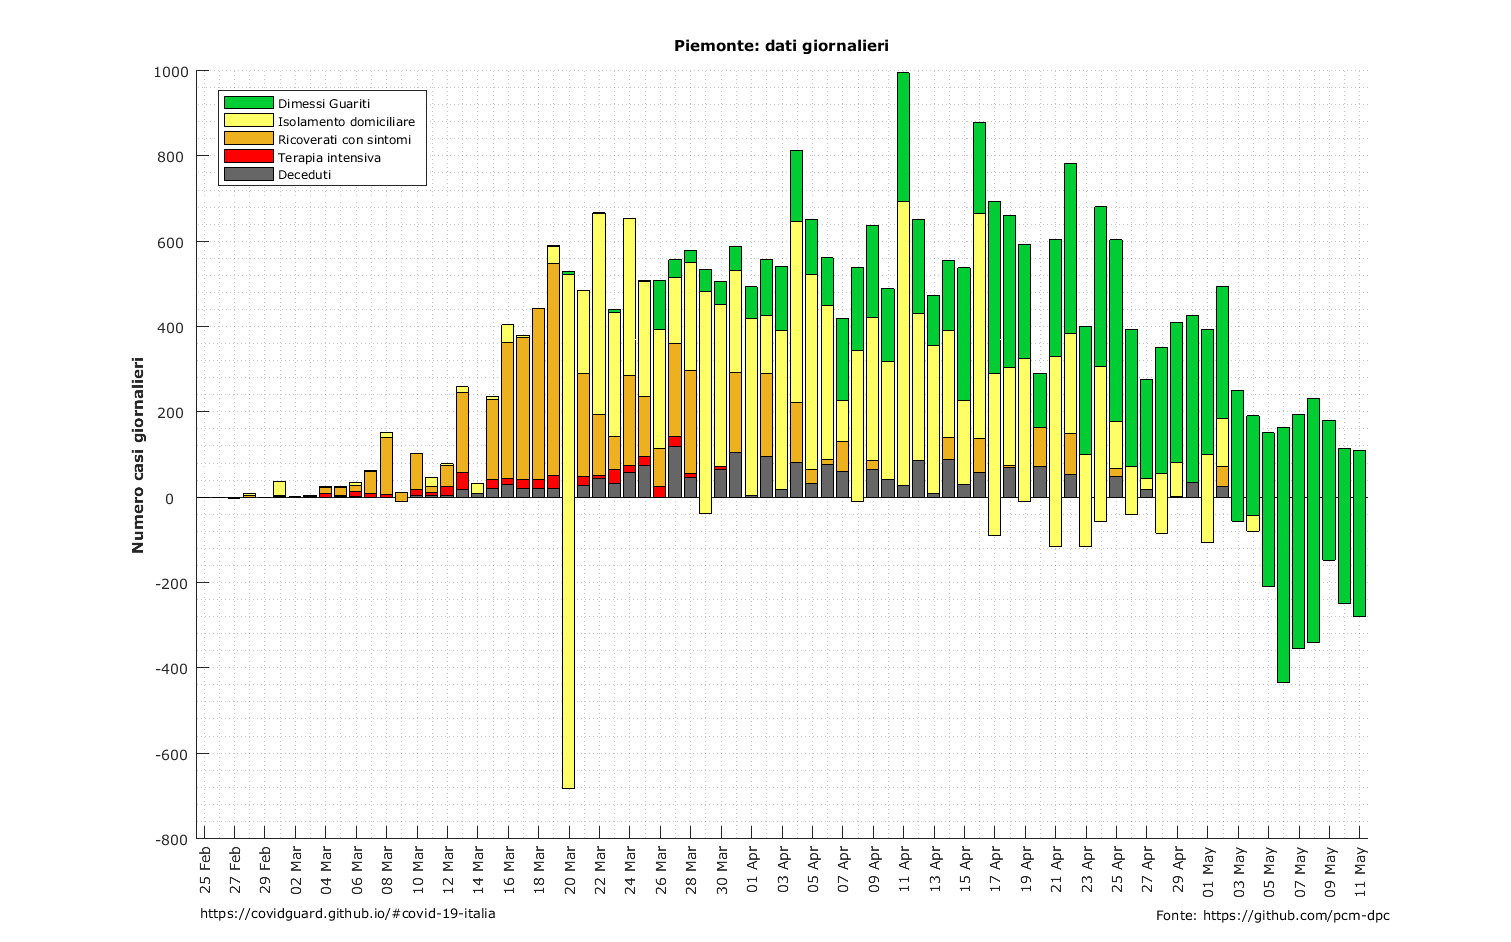 Piemonte: dati giornalieri
Numero casi giornalieri
1000
800
600
400
200
0
-200
-400
-600
-800
Dimessi Guariti
Isolamento domiciliare
Ricoverati con sintomi
Terapia intensiva
Deceduti
25 Feb
27 Feb
29 Feb
02 Mar
04 Mar
06 Mar
08 Mar
10 Mar
12 Mar
14 Mar
16 Mar
18 Mar
20 Mar
22 Mar
24 Mar
26 Mar
28 Mar
30 Mar
01 Apr
03 Apr
05 Apr
07 Apr
09 Apr
11 Apr
13 Apr
15 Apr
17 Apr
19 Apr
21 Apr
23 Apr
25 Apr
27 Apr
29 Apr
01 May
03 May
05 May
07 May
09 May
11 May
https://covidguard.github.io/#covid-19-italia
Fonte: https://github.com/pcm-dpc